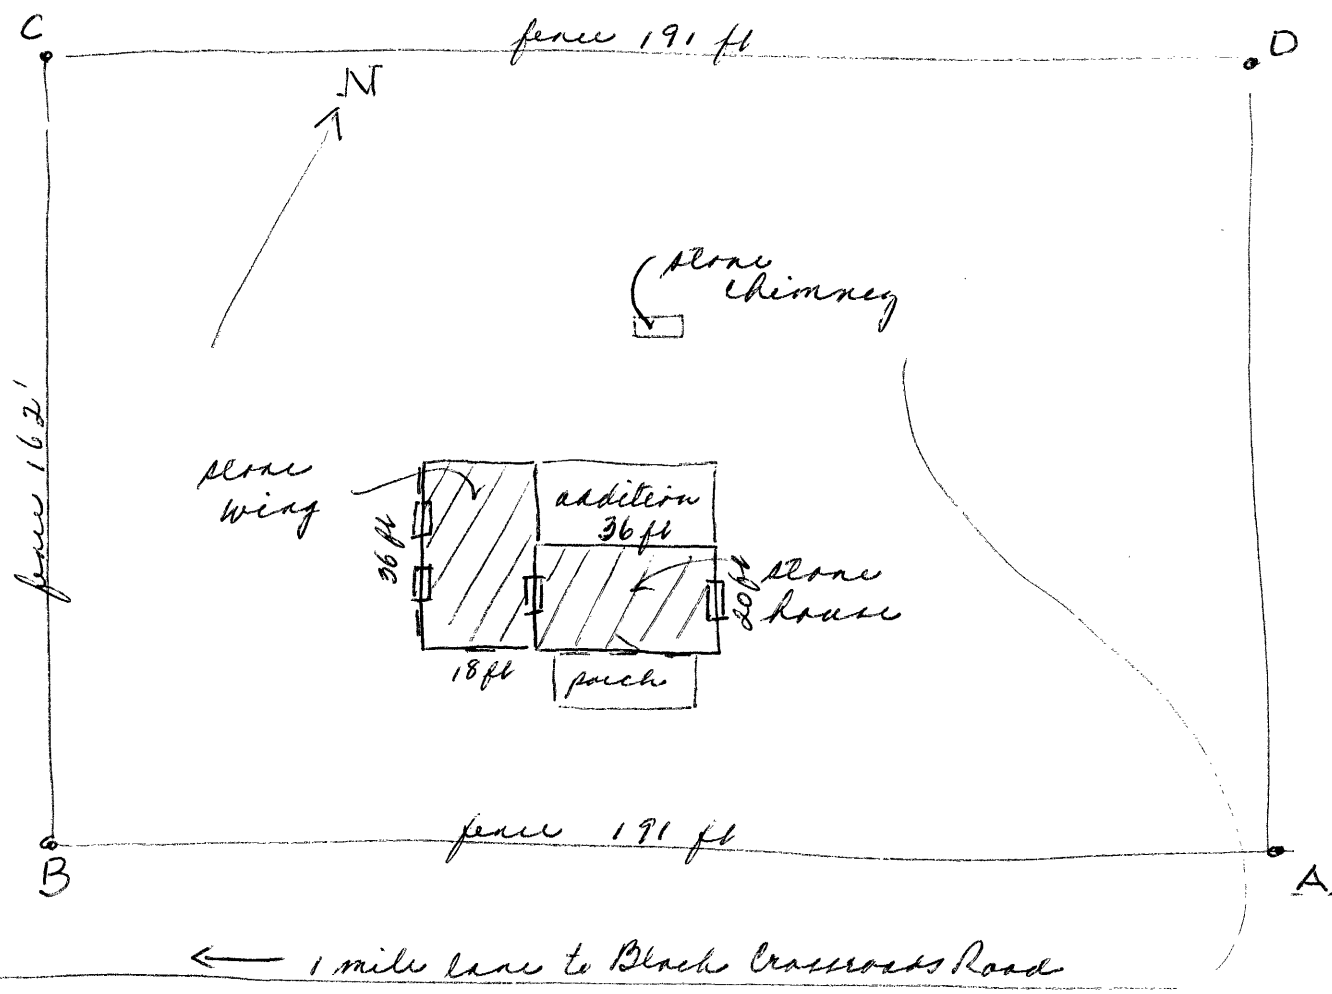 C
fence 191 ft
D
N
stone
chimney
fence 162'
stone
wing
addition
36 ft
36 ft
20 ft
stone
house
18 ft
porch
fence 191 ft
B
A
← 1 mile lane to Black Crossroads Road